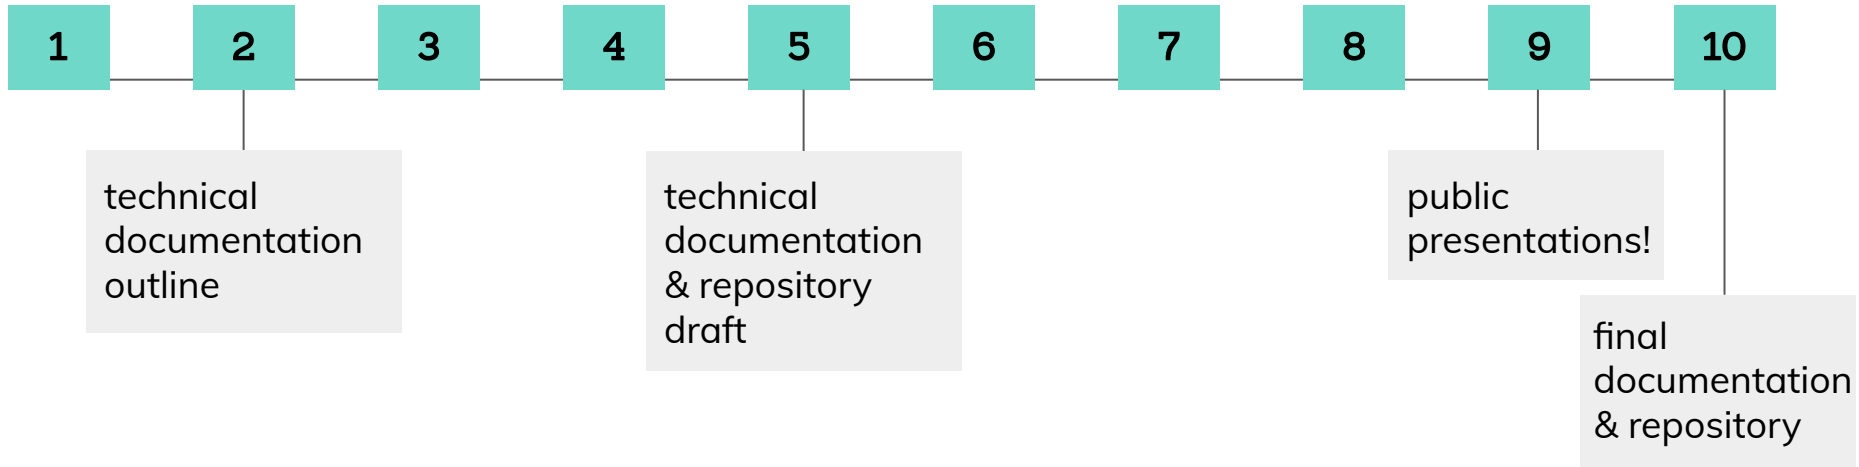 1 2 3 4 5 6 7 8 9 10
technical
documentation
outline
technical
documentation
& repository
draft
public
presentations!
final
documentation
& repository